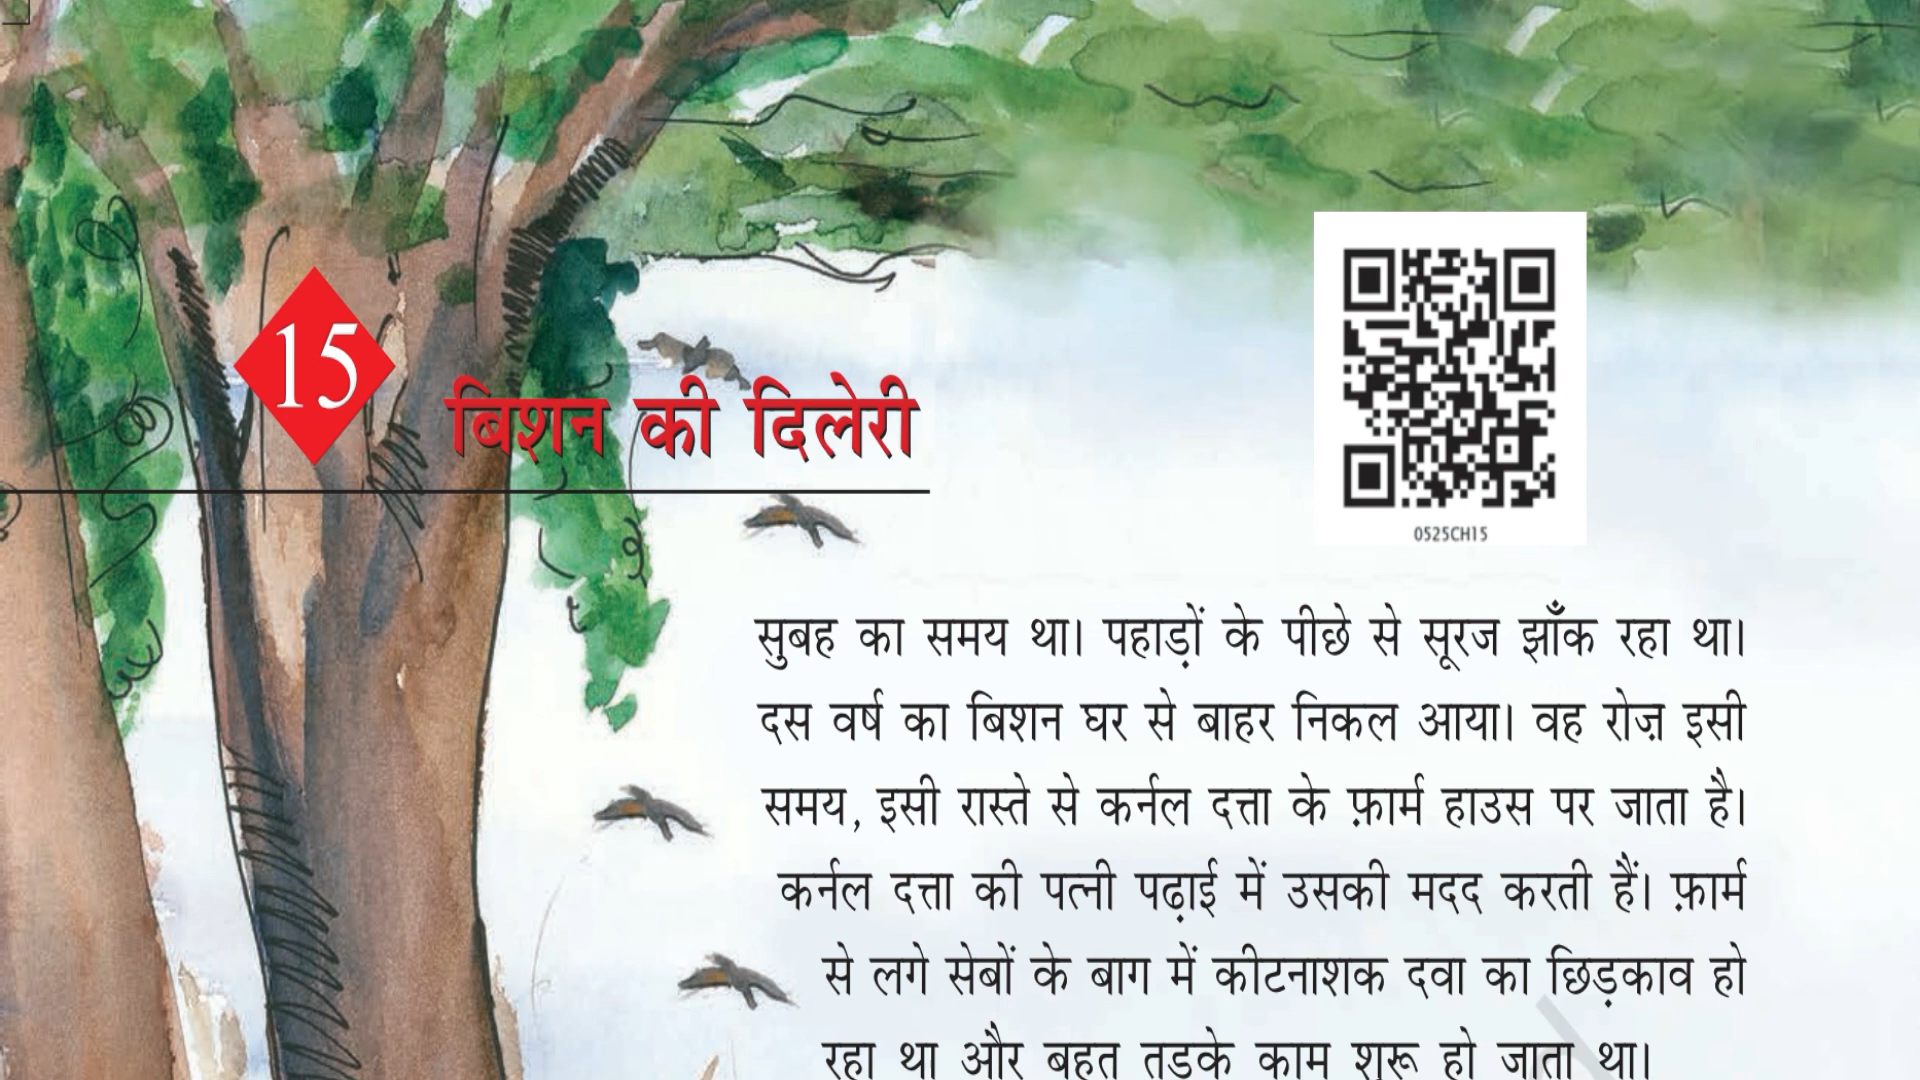 15
बिशन की दिलेरी
0525CH15
सुबह का समय था। पहाड़ों के पीछे से सूरज झाँक रहा था।
दस वर्ष का बिशन घर से बाहर निकल आया। वह रोज़ इसी
समय, इसी रास्ते से कर्नल दत्ता के फ़ार्म हाउस पर जाता है।
कर्नल दत्ता की पत्नी पढ़ाई में उसकी मदद करती हैं। फ़ार्म
से लगे सेबों के बाग में कीटनाशक दवा का छिड़काव हो
रहा था और बहुत तड़के काम शुरू हो जाता था।